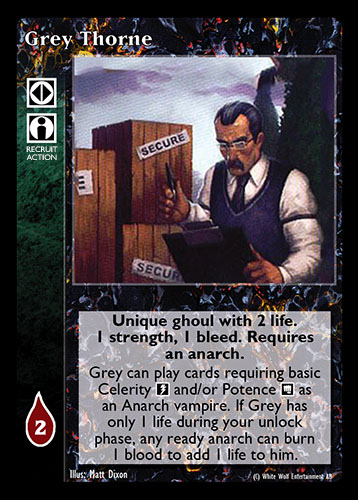 Grey Thorne
RECRUIT
ACTION
SECURE
E
SECURE
Unique ghoul with 2 life.
1 strength, 1 bleed. Requires
an anarch.
Grey can play cards requiring basic
Celerity and/or Potence as
an Anarch vampire. If Grey has
only 1 life during your unlock
phase, any ready anarch can burn
1 blood to add 1 life to him.
2
Illus: Matt Dixon
(C) White Wolf Entertainment AB